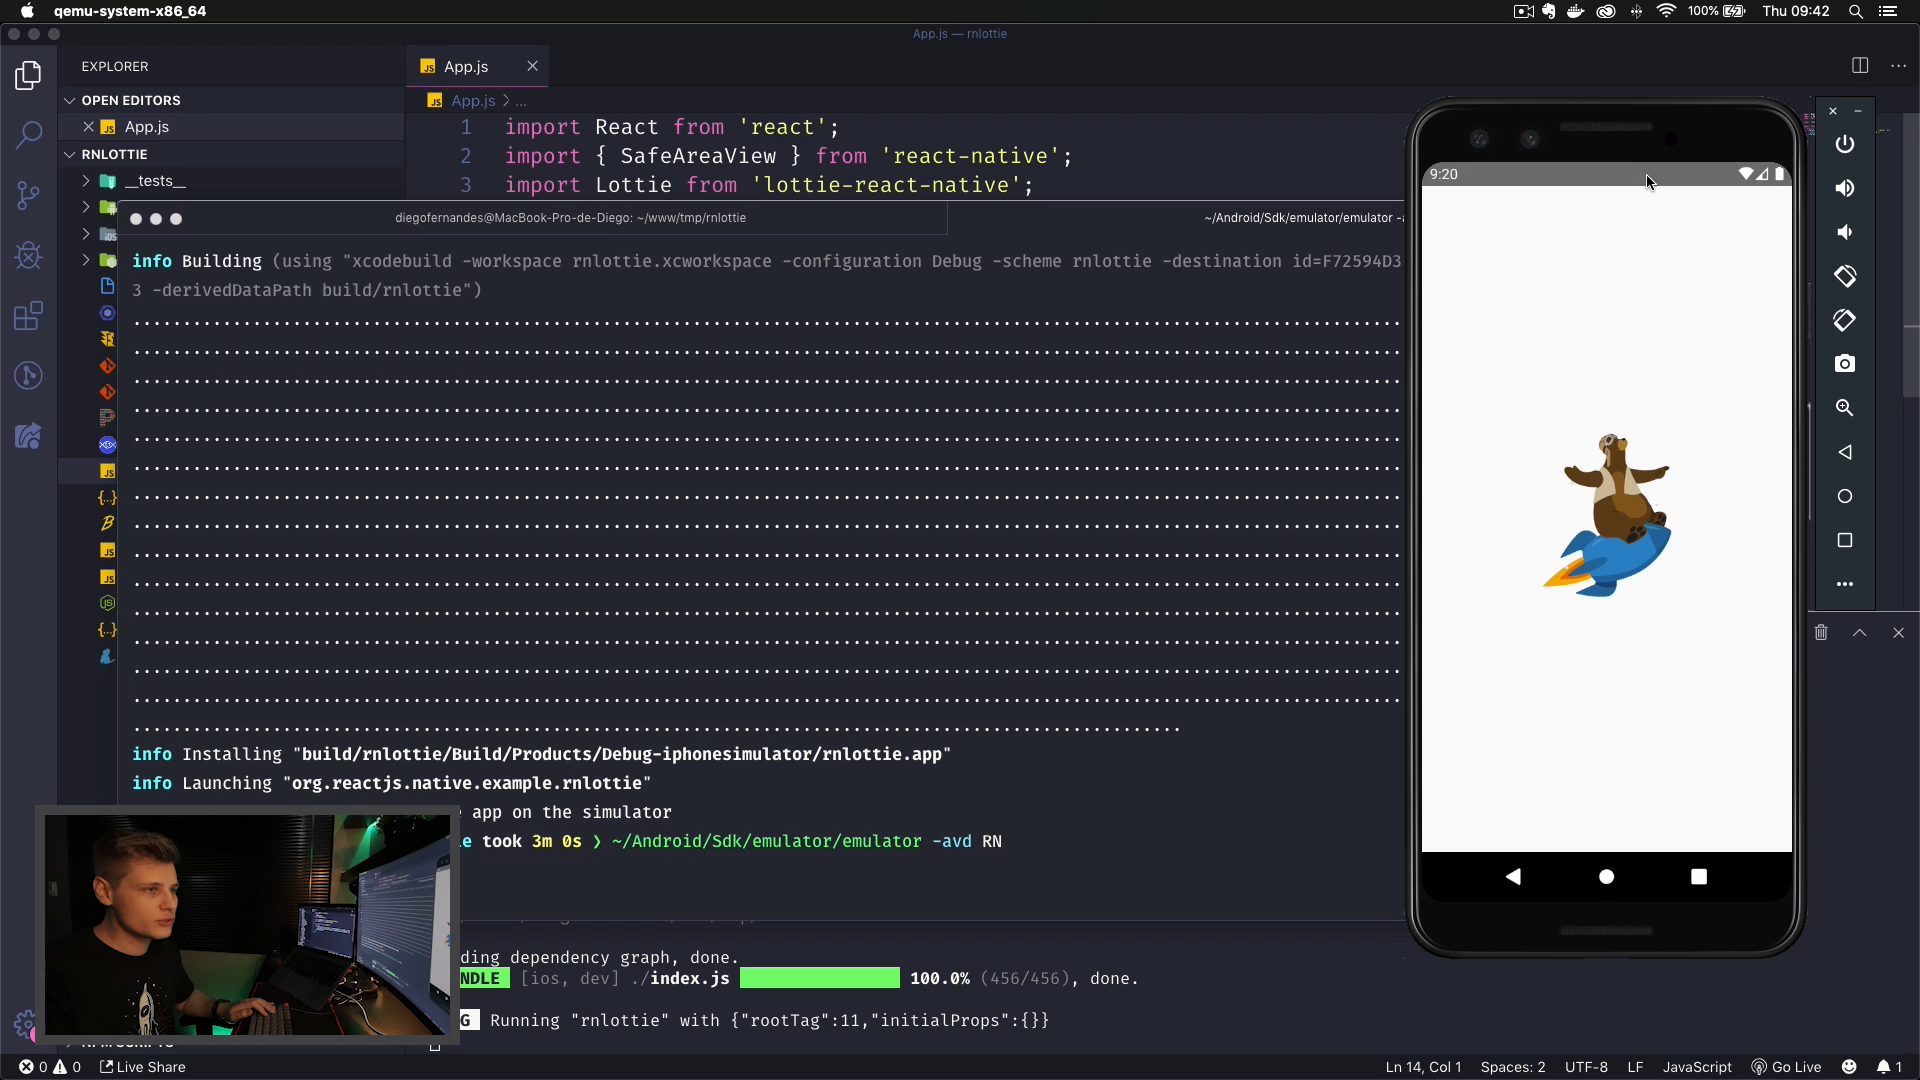 qemu-system-x86_64
100%
Thu 09:42
App.js — rnlottie
EXPLORER
App.js
OPEN EDITORS
App.js
RNLOTTIE
__tests__
App.js > ...
1 import React from 'react';
2 import { SafeAreaView } from 'react-native';
3 import Lottie from 'lottie-react-native';
diegofernandes@MacBook-Pro-de-Diego: ~/www/tmp/rnlottie
~/Android/Sdk/emulator/emulator -a
info Building (using "xcodebuild -workspace rnlottie.xcworkspace -configuration Debug -scheme rnlottie -destination id=F72594D3
3 -derivedDataPath build/rnlottie")
info Installing "build/rnlottie/Build/Products/Debug-iphonesimulator/rnlottie.app"
info Launching "org.reactjs.native.example.rnlottie"
app on the simulator
e took 3m 0s ❯ ~/Android/Sdk/emulator/emulator -avd RN
ding dependency graph, done.
NDLE [ios, dev] ./index.js 100.0% (456/456), done.
G Running "rnlottie" with {"rootTag":11,"initialProps":{}}
9:20
0 0 Live Share
Ln 14, Col 1 Spaces: 2 UTF-8 LF JavaScript Go Live 1